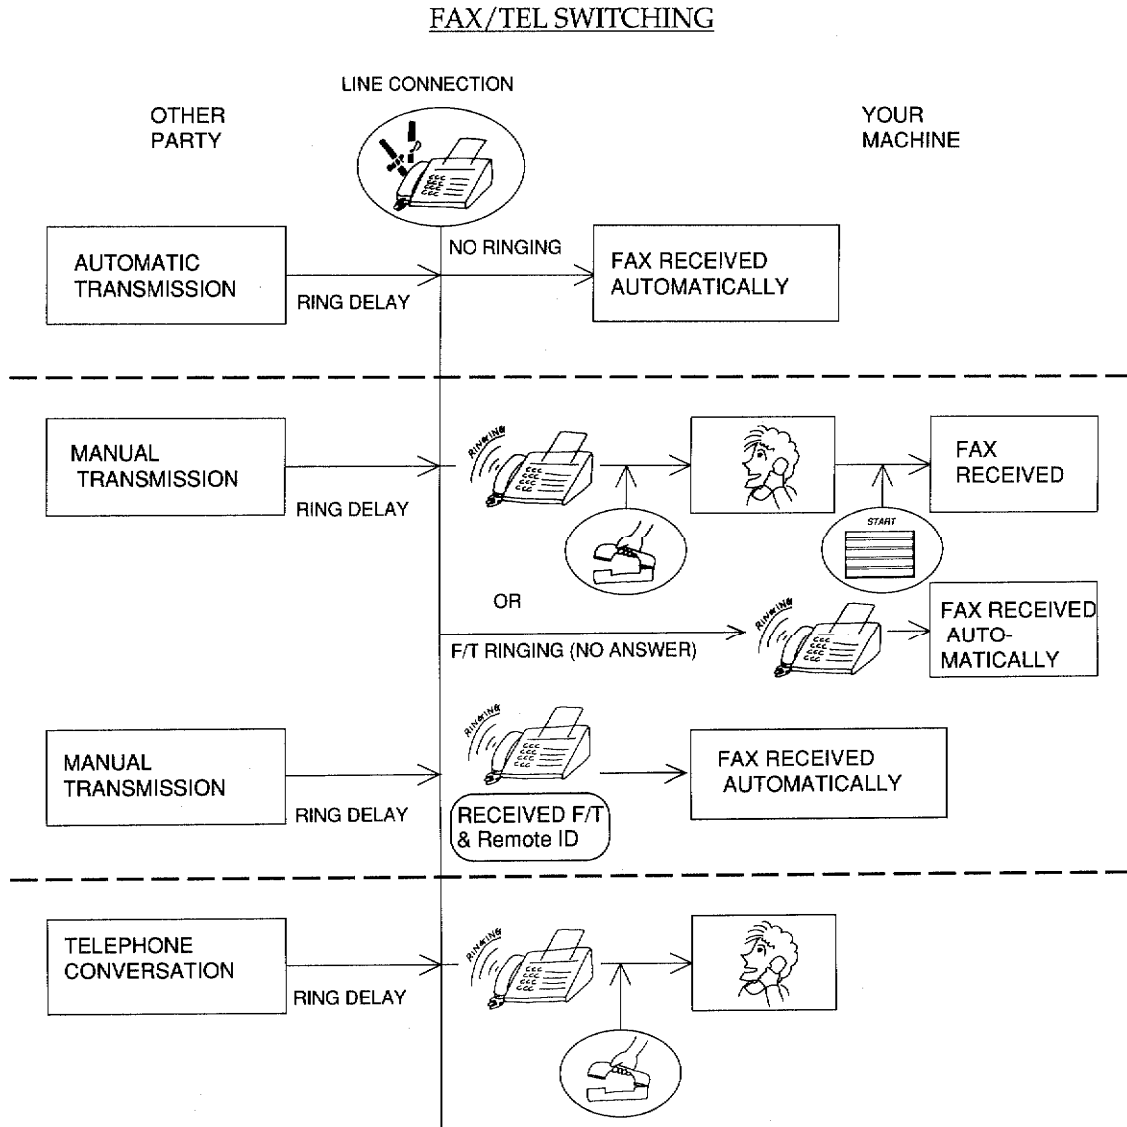 FAX/TEL SWITCHING
LINE CONNECTION
OTHER
PARTY
YOUR
MACHINE
AUTOMATIC
TRANSMISSION
RING DELAY
NO RINGING
FAX RECEIVED
AUTOMATICALLY
MANUAL
TRANSMISSION
RING DELAY
RINGING
START
FAX
RECEIVED
OR
F/T RINGING (NO ANSWER)
RINGING
FAX RECEIVED
AUTO-
MATICALLY
MANUAL
TRANSMISSION
RING DELAY
RINGING
RECEIVED F/T
& Remote ID
FAX RECEIVED
AUTOMATICALLY
TELEPHONE
CONVERSATION
RING DELAY
RINGING